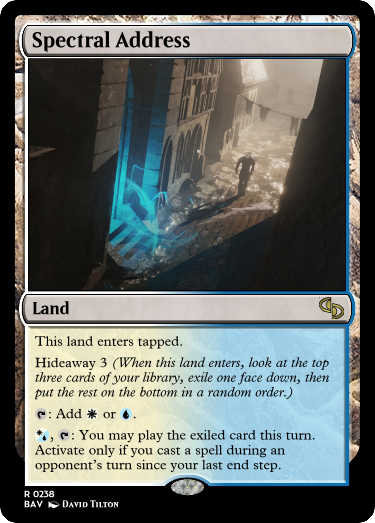 Spectral Address
Land
This land enters tapped.
Hideaway 3 (When this land enters, look at the top
three cards of your library, exile one face down, then
put the rest on the bottom in a random order.)
: Add or .
, : You may play the exiled card this turn.
Activate only if you cast a spell during an
opponent's turn since your last end step.
R 0238
BAV DAVID TILTON